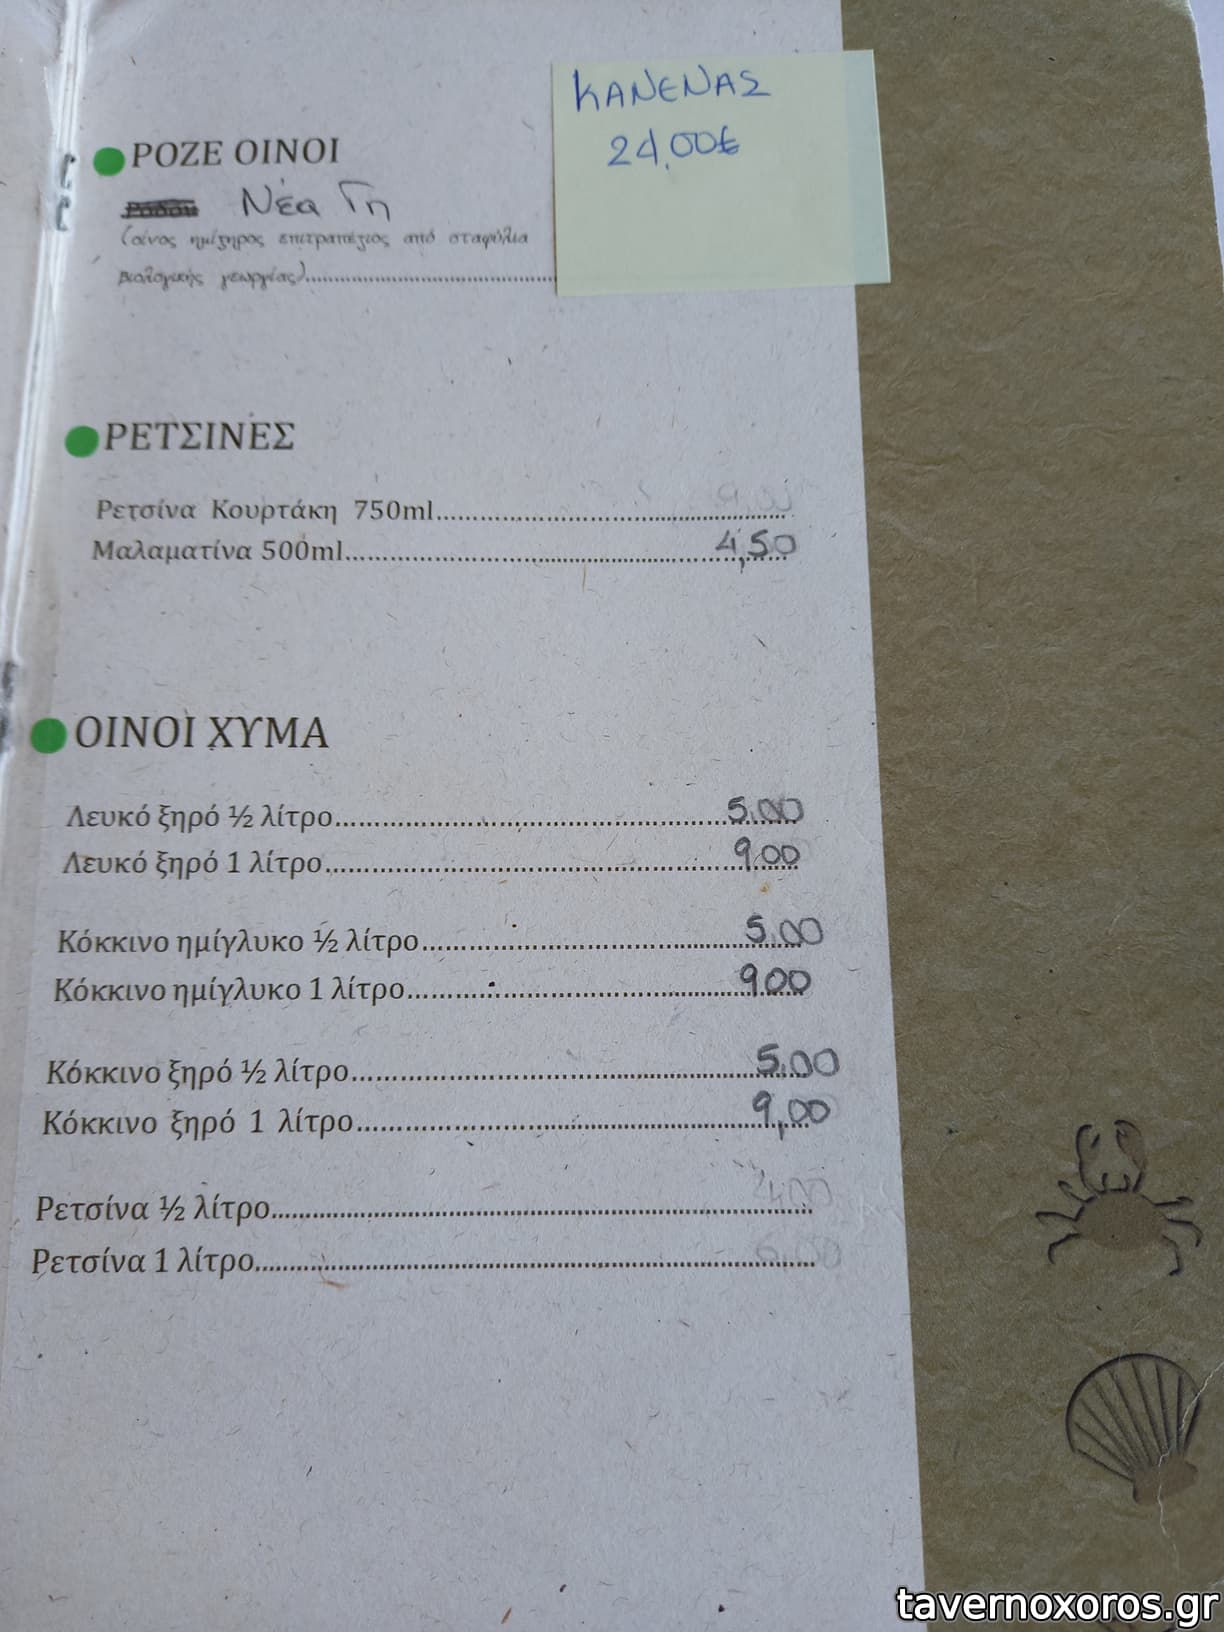 ΚΑΝΕΝΑΣ
24,00€
ΡΟΖΕ ΟΙΝΟΙ
Νέα Γη
(οίνος ημίξηρος επιτραπέζιος από σταφύλια
βιολογικής γεωργίας)
ΡΕΤΣΙΝΕΣ
Ρετσίνα Κουρτάκη 750ml
Μαλαματίνα 500ml 4,50
ΟΙΝΟΙ ΧΥΜΑ
Λευκό ξηρό ½ λίτρο 5.00
Λευκό ξηρό 1 λίτρο 9.00
Κόκκινο ημίγλυκο ½ λίτρο 5.00
Κόκκινο ημίγλυκο 1 λίτρο 900
Κόκκινο ξηρό ½ λίτρο 5.00
Κόκκινο ξηρό 1 λίτρο 9,00
Ρετσίνα ½ λίτρο
Ρετσίνα 1 λίτρο
tavernoxoros.gr